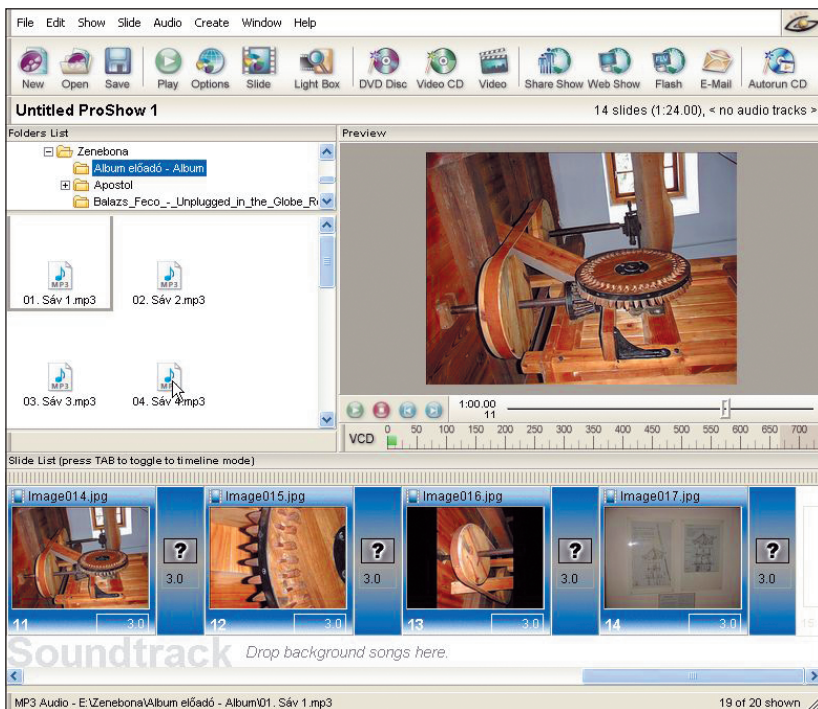 File Edit Show Slide Audio Create Window Help
New Open Save Play Options Slide Light Box DVD Disc Video CD Video Share Show Web Show Flash E-Mail Autorun CD
Untitled ProShow 1
14 slides (1:24.00), < no audio tracks >
Folders List
Preview
Zenebona
Album előadó - Album
Apostol
Balazs_Feco_-_Unplugged_in_the_Globe_R
MP3 MP3
01. Sáv 1.mp3 02. Sáv 2.mp3
MP3 MP3
03. Sáv 3.mp3 04. Sáv 4.mp3
1:00.00
11
VCD 0 50 100 150 200 250 300 350 400 450 500 550 600 650 700
Slide List (press TAB to toggle to timeline mode)
Image014.jpg Image015.jpg Image016.jpg Image017.jpg
? ? ? ?
3.0 3.0 3.0 3.0
11 3.0 12 3.0 13 3.0 14 3.0 15
Soundtrack Drop background songs here.
MP3 Audio - E:\Zenebona\Album előadó - Album\01. Sáv 1.mp3
19 of 20 shown